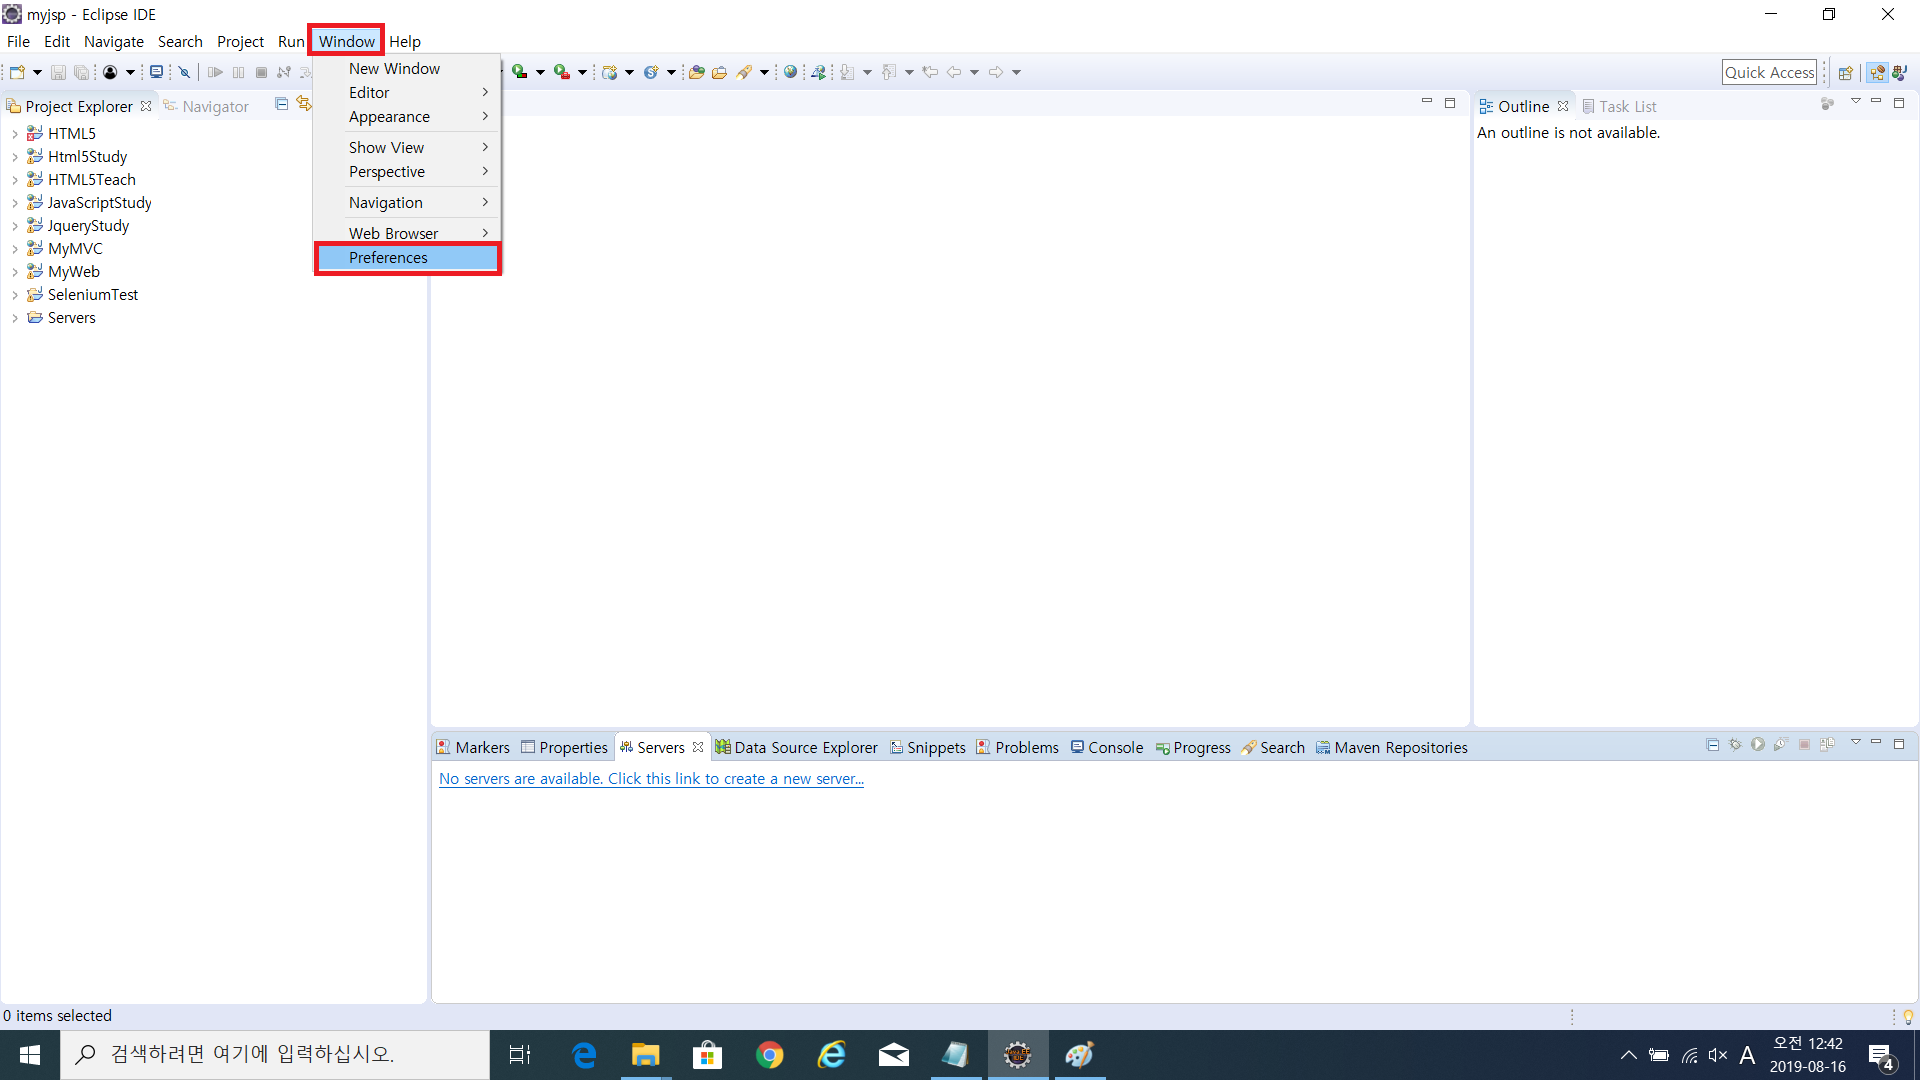 myjsp - Eclipse IDE
File Edit Navigate Search Project Run Window Help
Quick Access
New Window
Editor
Appearance
Show View
Perspective
Navigation
Web Browser
Preferences
Project Explorer Navigator
HTML5
Html5Study
HTML5Teach
JavaScriptStudy
JqueryStudy
MyMVC
MyWeb
SeleniumTest
Servers
Outline Task List
An outline is not available.
Markers Properties Servers Data Source Explorer Snippets Problems Console Progress Search Maven Repositories
No servers are available. Click this link to create a new server...
0 items selected
검색하려면 여기에 입력하십시오.
A
오전 12:42
2019-08-16
4